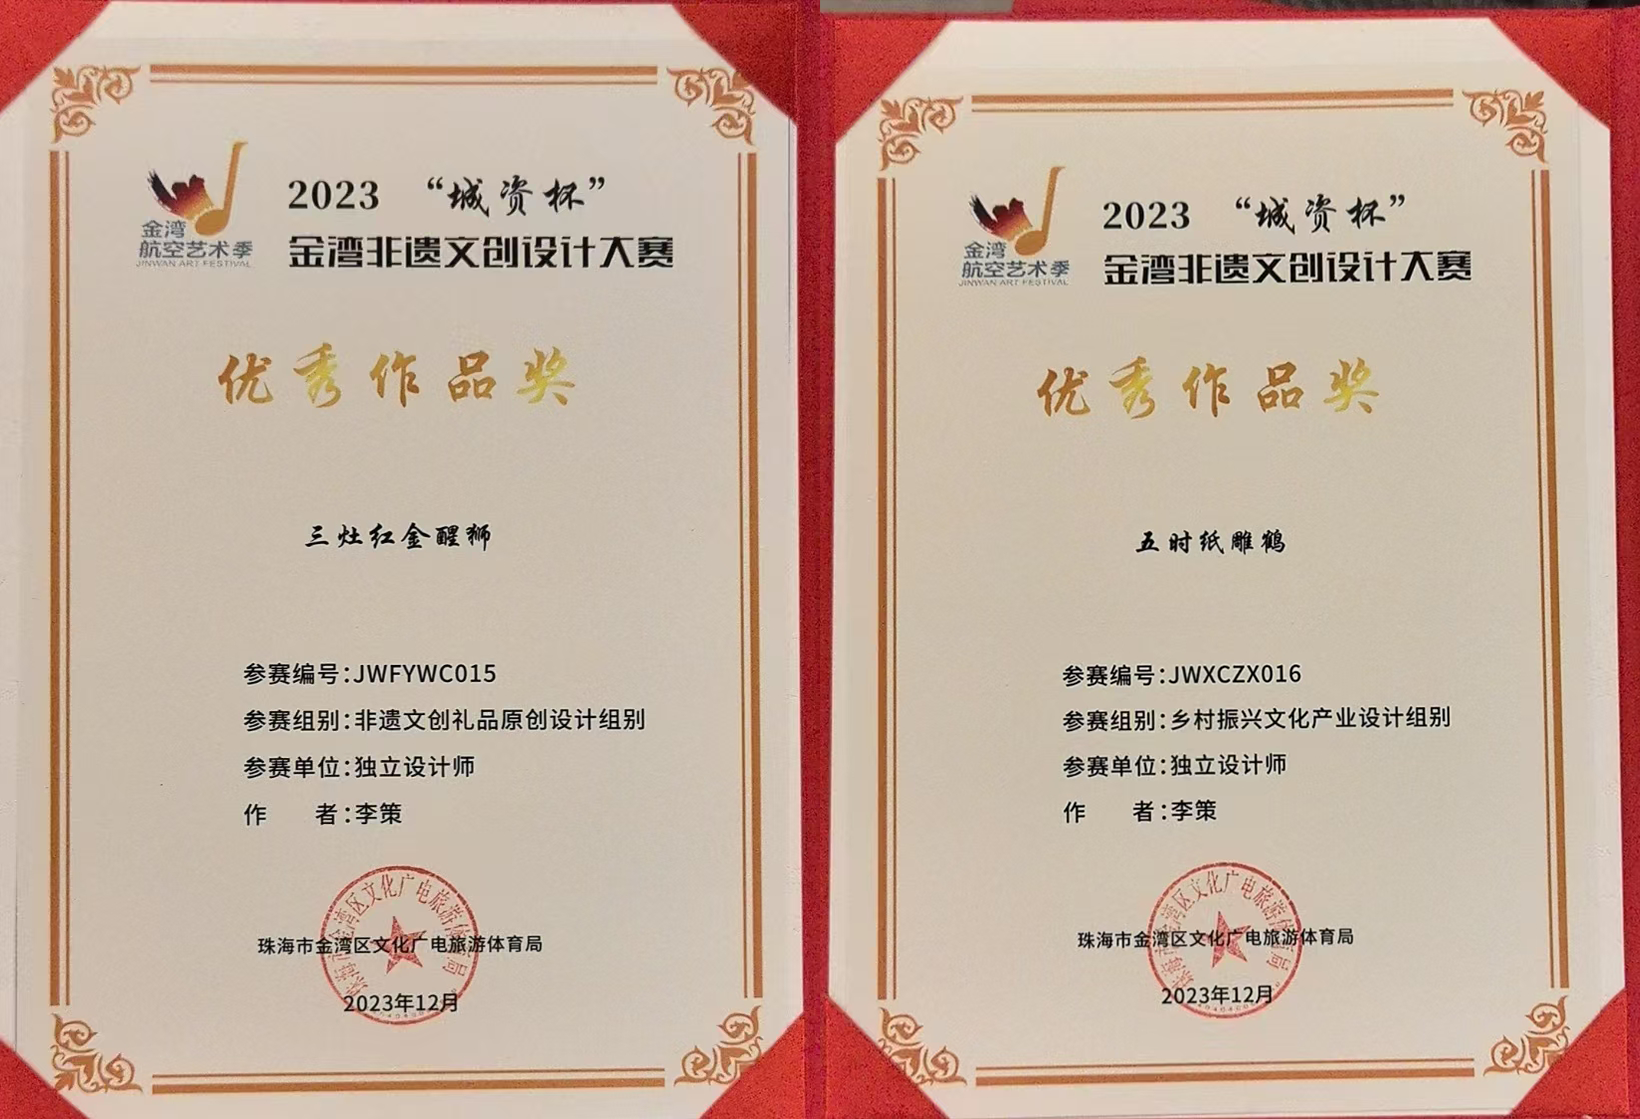 金湾
航空艺术季
JINWAN ART FESTIVAL
2023 “城资杯”
金湾非遗文创设计大赛
优秀作品奖
三灶红金醒狮
参赛编号:JWFYWC015
参赛组别:非遗文创礼品原创设计组别
参赛单位:独立设计师
作 者:李策
珠海市金湾区文化广电旅游体育局
珠海市金湾区文化广电旅游体育局
2023年12月
金湾
航空艺术季
JINWAN ART FESTIVAL
2023 “城资杯”
金湾非遗文创设计大赛
优秀作品奖
五时纸雕鹤
参赛编号:JWXCZX016
参赛组别:乡村振兴文化产业设计组别
参赛单位:独立设计师
作 者:李策
珠海市金湾区文化广电旅游体育局
珠海市金湾区文化广电旅游体育局
2023年12月